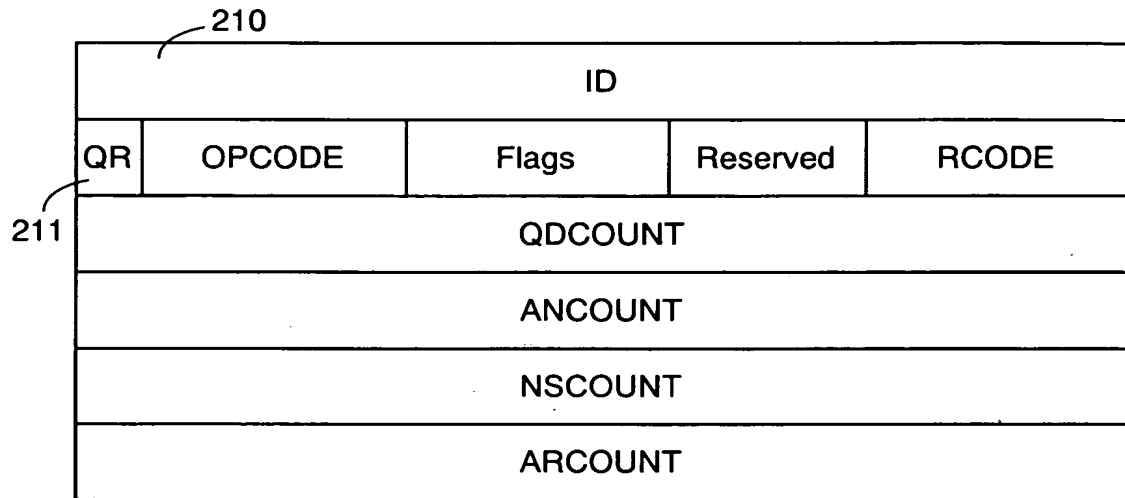 210
ID
QR OPCODE Flags Reserved RCODE
211
QDCOUNT
ANCOUNT
NSCOUNT
ARCOUNT